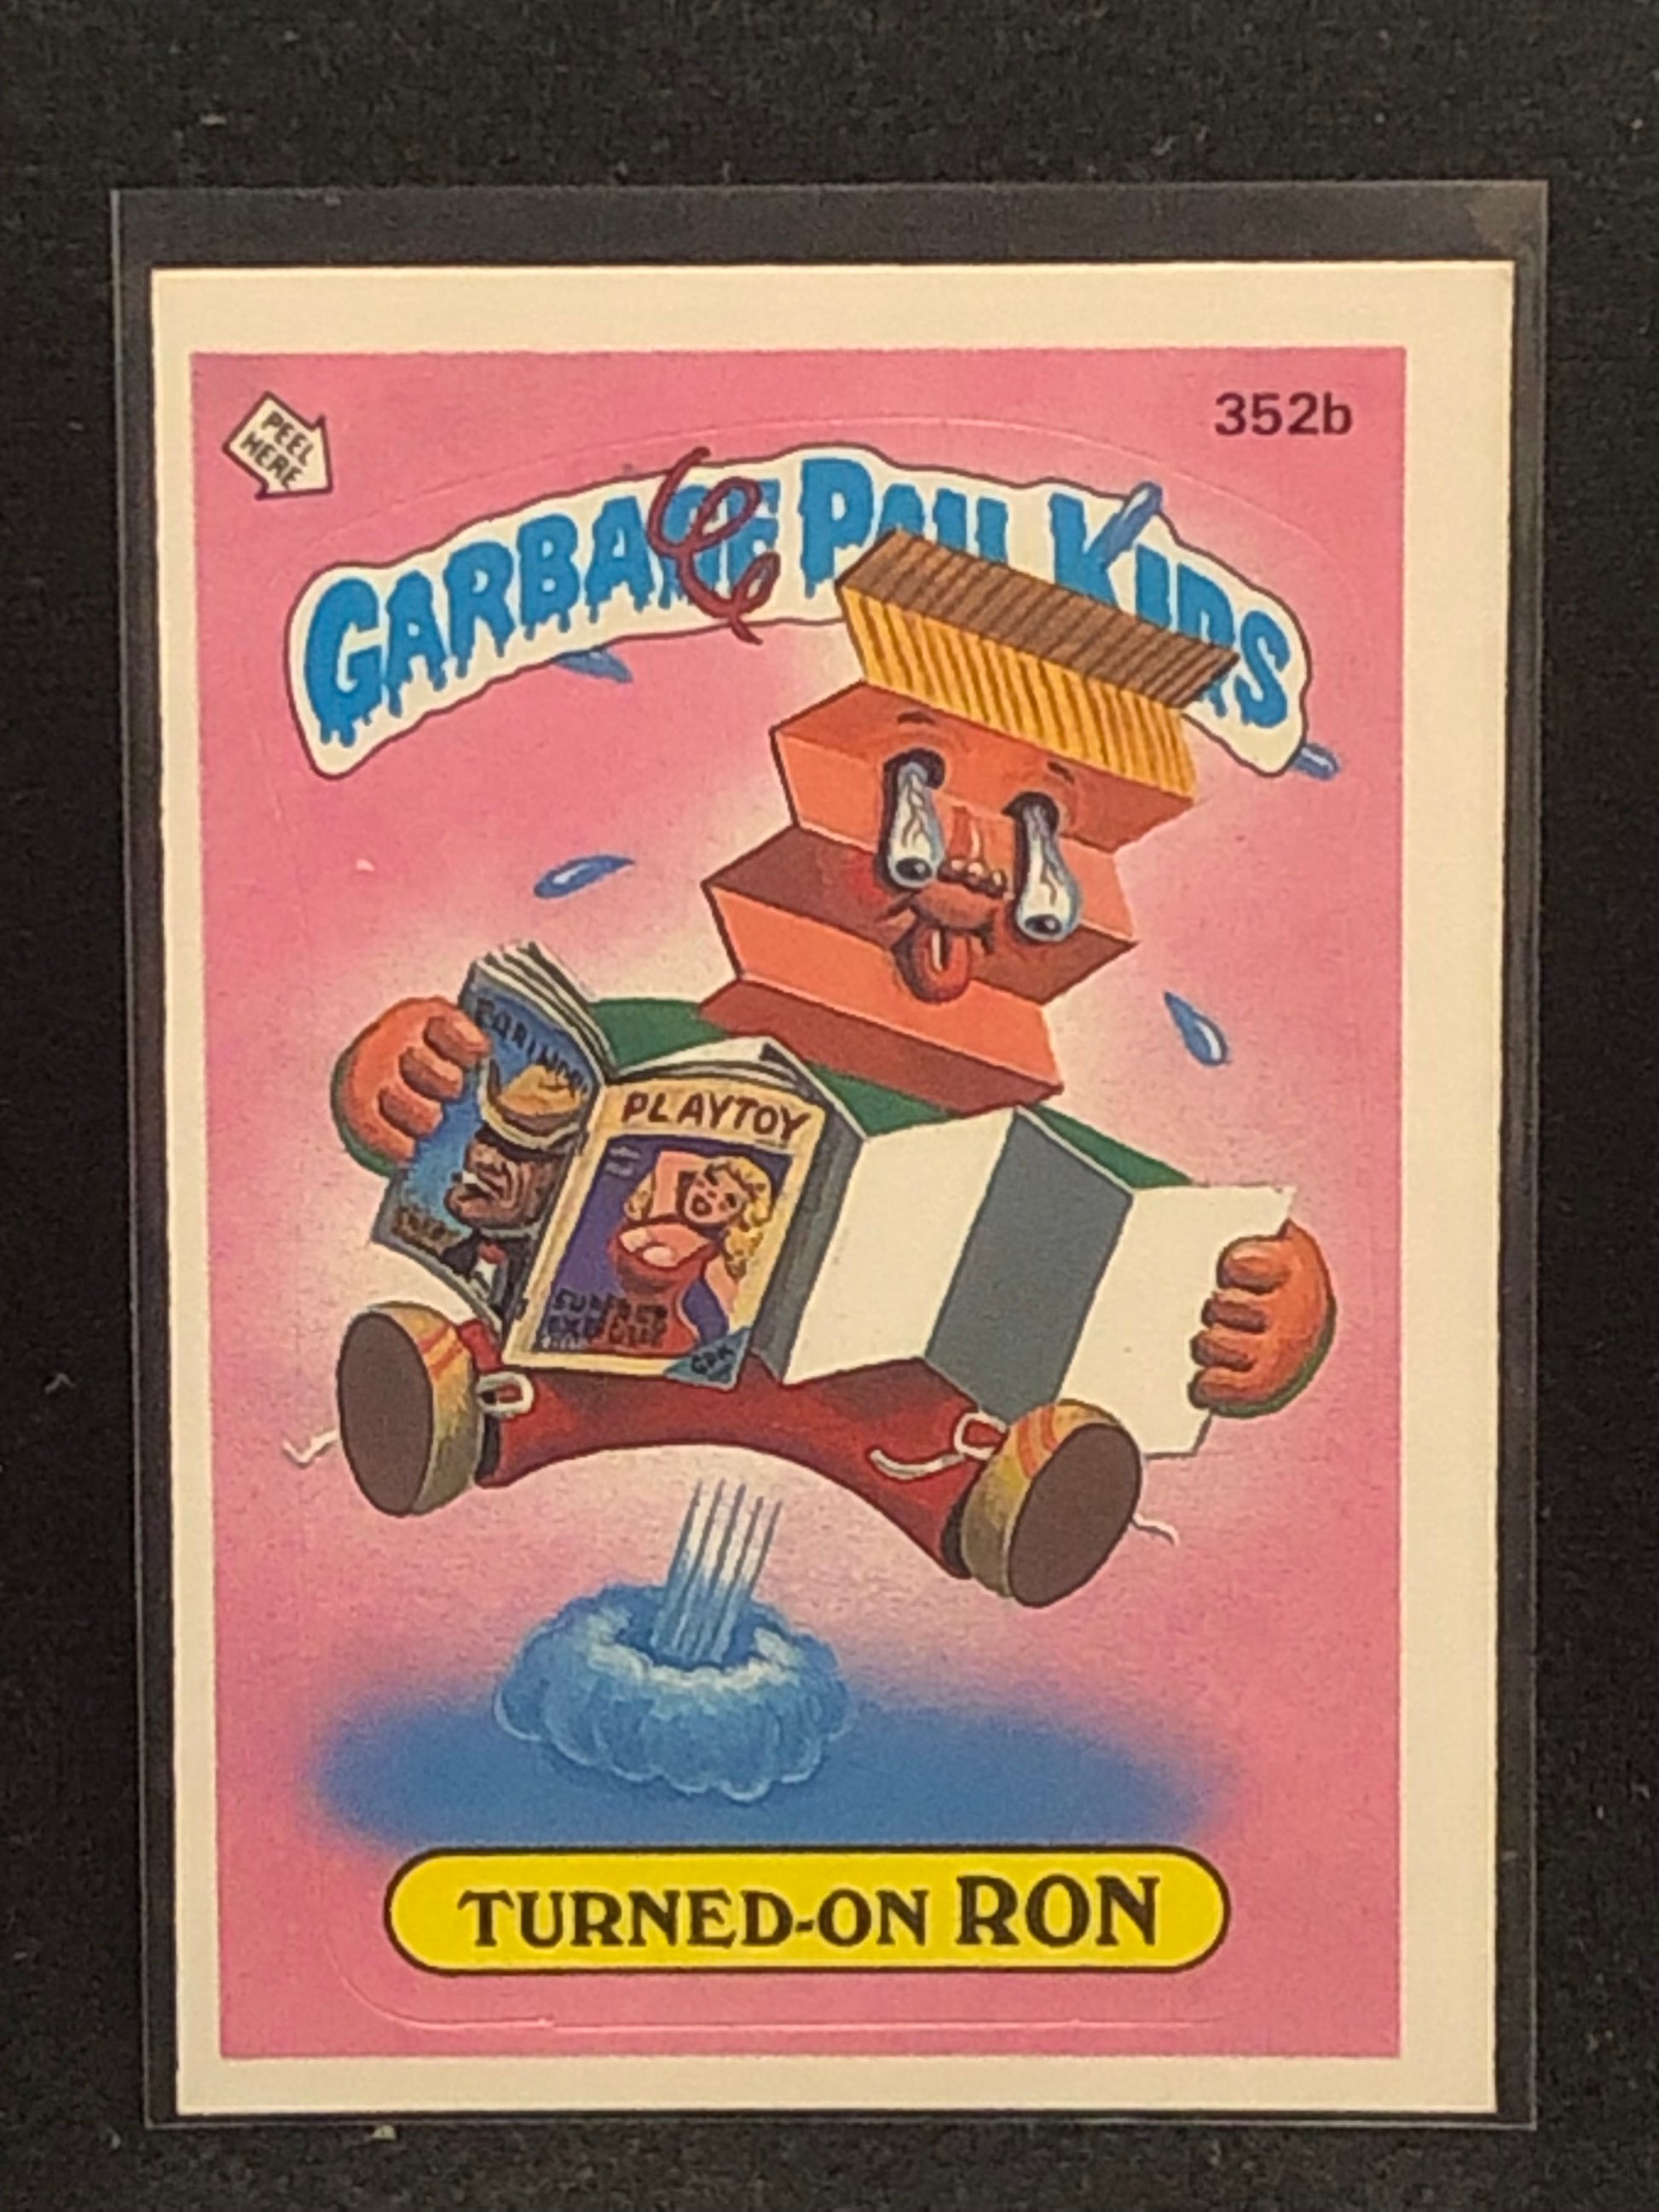 PEEL
HERE
352b
GARBAGE PAIL KIDS
PLAYTOY
GPK
TURNED-ON RON